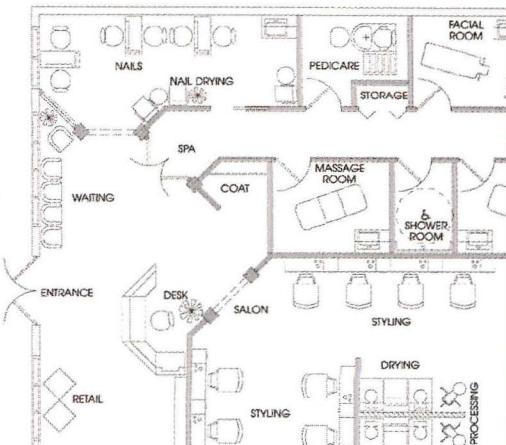 FACIAL
ROOM
NAILS
PEDICARE
NAIL DRYING
STORAGE
SPA
MASSAGE
ROOM
COAT
WAITING
SHOWER
ROOM
ENTRANCE
DESK
SALON
STYLING
DRYING
RETAIL
STYLING
PROCESSING